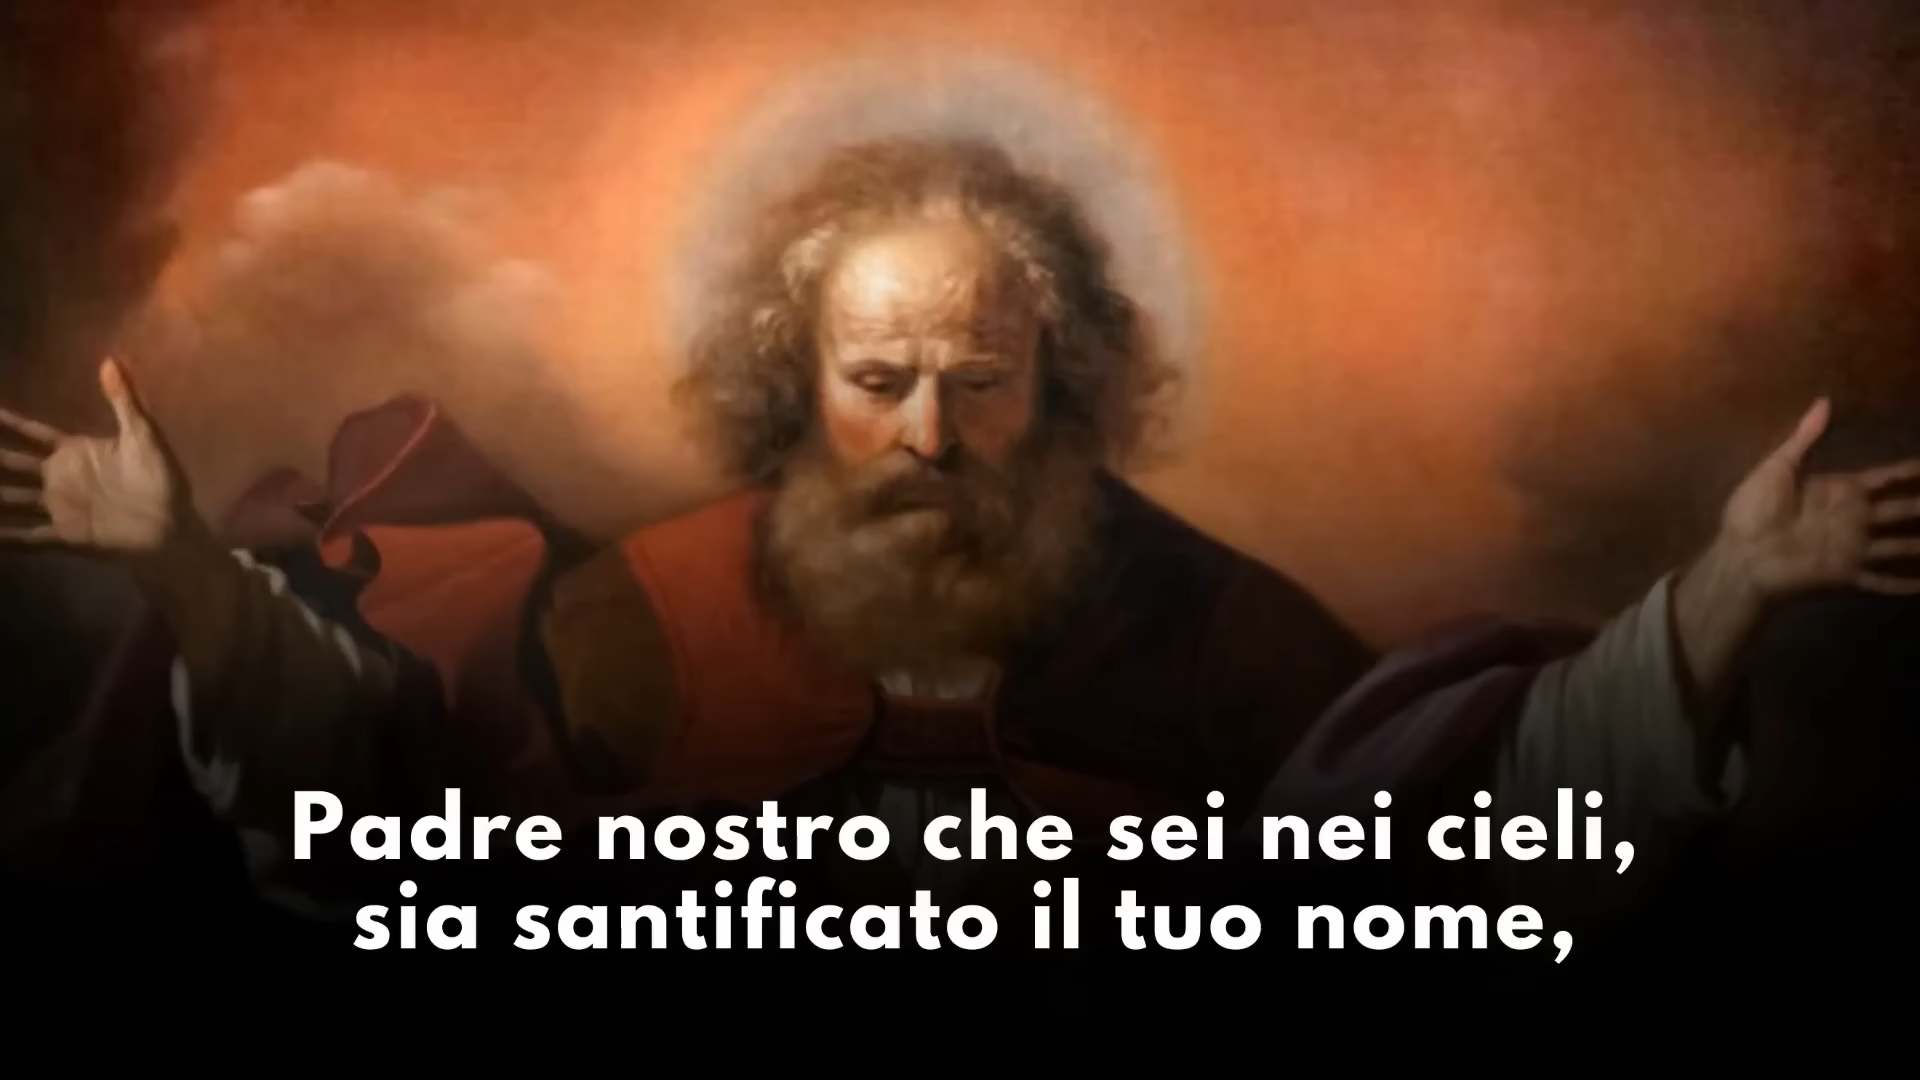 Padre nostro che sei nei cieli,
sia santificato il tuo nome,